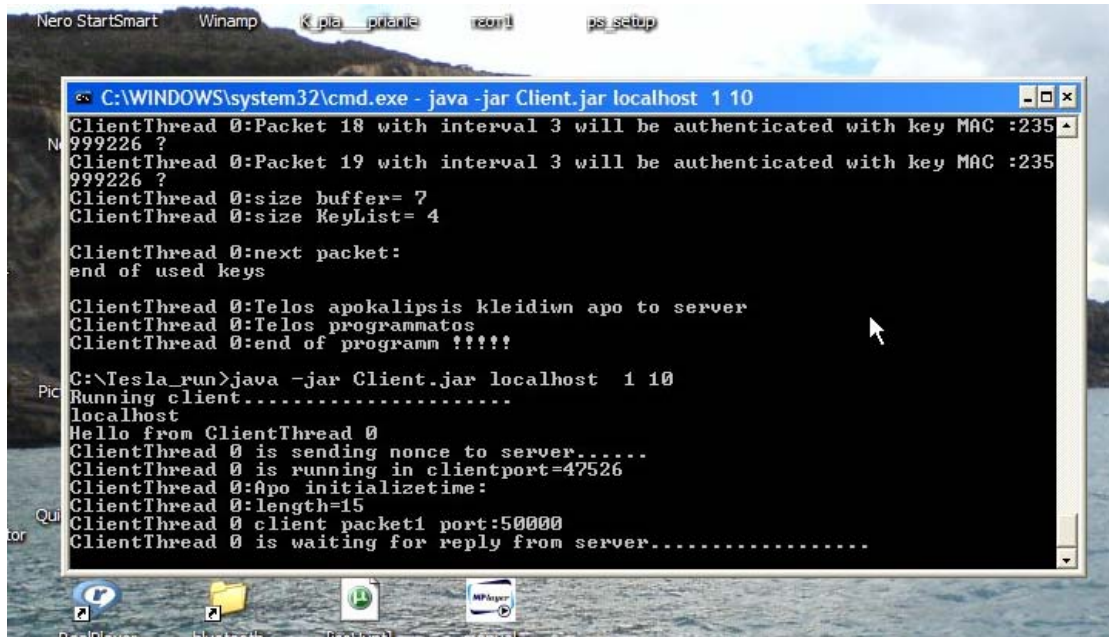 Nero StartSmart
Winamp
ps_setup
C:\WINDOWS\system32\cmd.exe - java -jar Client.jar localhost  1 10
ClientThread 0:Packet 18 with interval 3 will be authenticated with key MAC :235
999226 ?
ClientThread 0:Packet 19 with interval 3 will be authenticated with key MAC :235
999226 ?
ClientThread 0:size buffer= 7
ClientThread 0:size KeyList= 4
ClientThread 0:next packet:
end of used keys
ClientThread 0:Telos apokalipsis kleidiwn apo to server
ClientThread 0:Telos programmatos
ClientThread 0:end of programm !!!!!
C:\Tesla_run>java -jar Client.jar localhost  1 10
Running client......................
localhost
Hello from ClientThread 0
ClientThread 0 is sending nonce to server......
ClientThread 0 is running in clientport=47526
ClientThread 0:Apo initializetime:
ClientThread 0:length=15
ClientThread 0 client packet1 port:50000
ClientThread 0 is waiting for reply from server..................
MPlayer